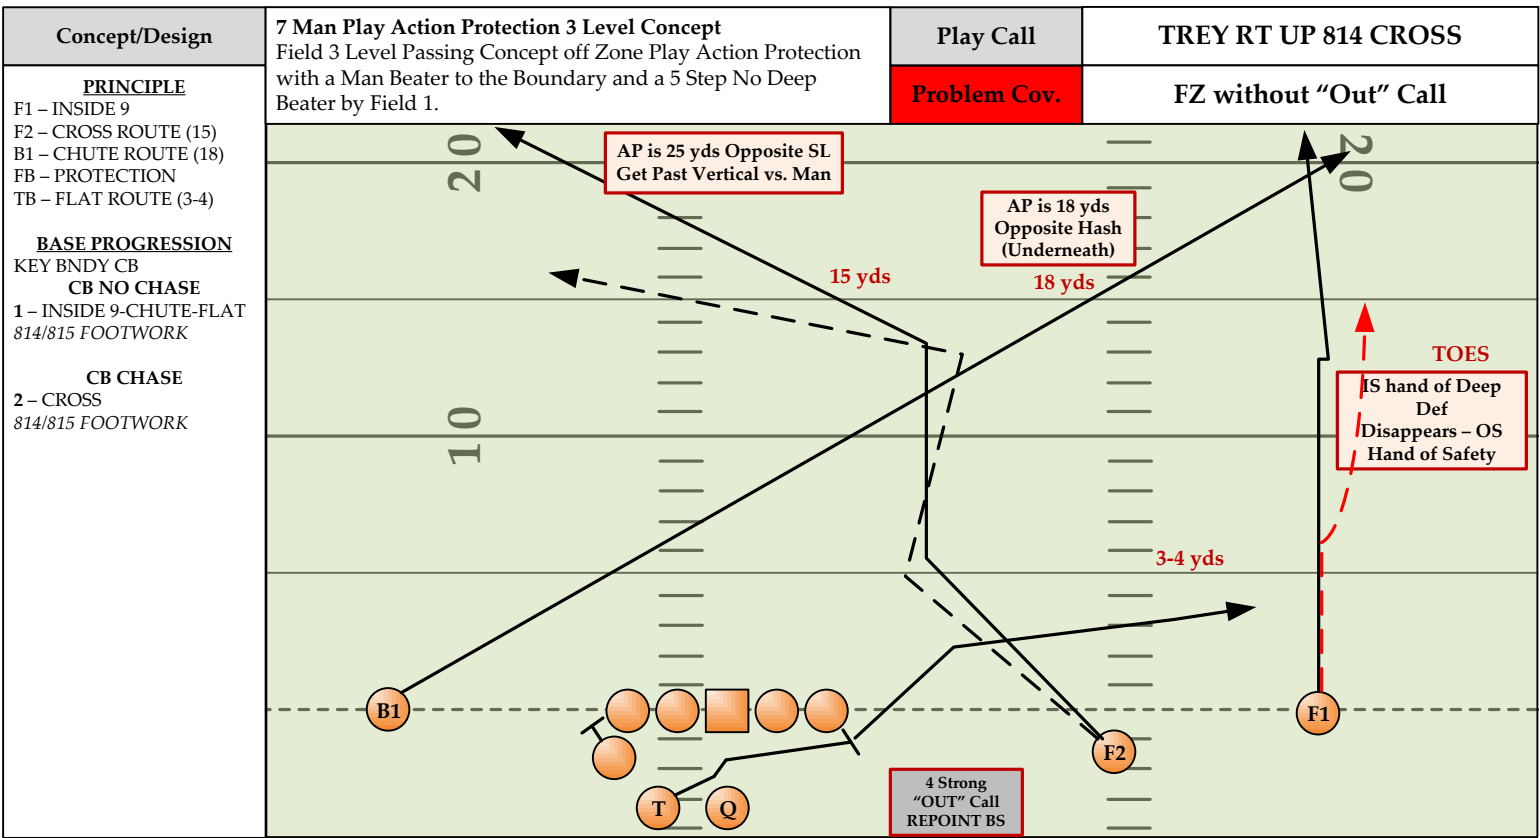 Concept/Design
7 Man Play Action Protection 3 Level Concept
Field 3 Level Passing Concept off Zone Play Action Protection
with a Man Beater to the Boundary and a 5 Step No Deep
Beater by Field 1.
Play Call
TREY RT UP 814 CROSS
Problem Cov.
FZ without “Out” Call
PRINCIPLE
F1 – INSIDE 9
F2 – CROSS ROUTE (15)
B1 – CHUTE ROUTE (18)
FB – PROTECTION
TB – FLAT ROUTE (3-4)
BASE PROGRESSION
KEY BNDY CB
CB NO CHASE
1 – INSIDE 9-CHUTE-FLAT
814/815 FOOTWORK
CB CHASE
2 – CROSS
814/815 FOOTWORK
20
AP is 25 yds Opposite SL
Get Past Vertical vs. Man
20
AP is 18 yds
Opposite Hash
(Underneath)
15 yds
18 yds
TOES
IS hand of Deep
Def
Disappears – OS
Hand of Safety
10
3-4 yds
B1
F1
F2
T
Q
4 Strong
“OUT” Call
REPOINT BS